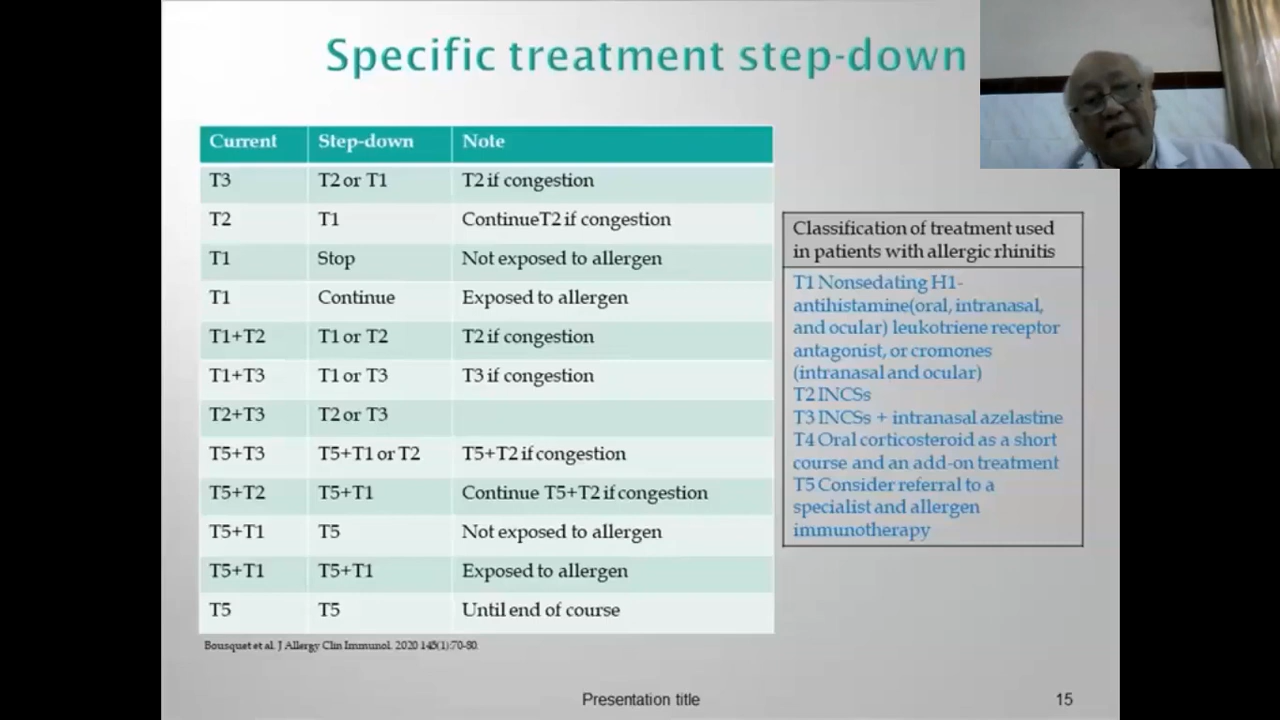 Specific treatment step-down
Current Step-down Note
T3 T2 or T1 T2 if congestion
T2 T1 ContinueT2 if congestion
T1 Stop Not exposed to allergen
T1 Continue Exposed to allergen
T1+T2 T1 or T2 T2 if congestion
T1+T3 T1 or T3 T3 if congestion
T2+T3 T2 or T3
T5+T3 T5+T1 or T2 T5+T2 if congestion
T5+T2 T5+T1 Continue T5+T2 if congestion
T5+T1 T5 Not exposed to allergen
T5+T1 T5+T1 Exposed to allergen
T5 T5 Until end of course
Bousquet et al. J Allergy Clin Immunol. 2020 145(1):70-80.
Classification of treatment used
in patients with allergic rhinitis
T1 Nonsedating H1-
antihistamine(oral, intranasal,
and ocular) leukotriene receptor
antagonist, or cromones
(intranasal and ocular)
T2 INCSs
T3 INCSs + intranasal azelastine
T4 Oral corticosteroid as a short
course and an add-on treatment
T5 Consider referral to a
specialist and allergen
immunotherapy
Presentation title
15